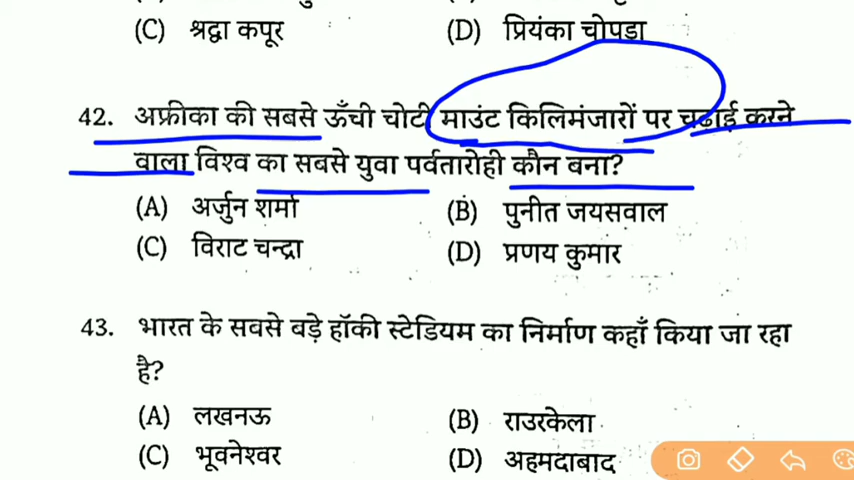 (C) श्रद्धा कपूर (D) प्रियंका चोपडा
42. अफ्रीका की सबसे ऊँची चोटी माउंट किलिमंजारों पर चढाई करने
वाला विश्व का सबसे युवा पर्वतारोही कौन बना?
(A) अर्जुन शर्मा (B) पुनीत जयसवाल
(C) विराट चन्द्रा (D) प्रणय कुमार
43. भारत के सबसे बड़े हॉकी स्टेडियम का निर्माण कहाँ किया जा रहा
है?
(A) लखनऊ (B) राउरकेला
(C) भूवनेश्वर (D) अहमदाबाद